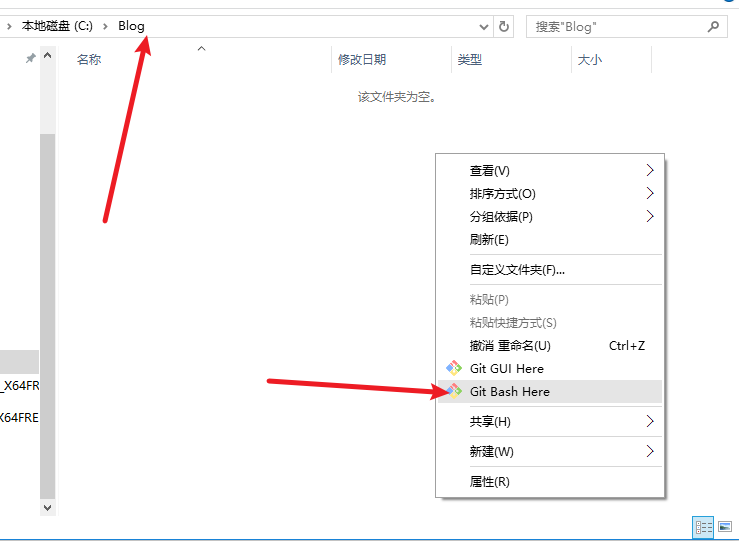 本地磁盘 (C:) Blog 搜索"Blog"
名称 修改日期 类型 大小
该文件夹为空。
查看(V)
排序方式(O)
分组依据(P)
刷新(E)
自定义文件夹(F)...
粘贴(P)
粘贴快捷方式(S)
撤消 重命名(U) Ctrl+Z
Git GUI Here
Git Bash Here
共享(H)
新建(W)
属性(R)
_X64FR
X64FRE